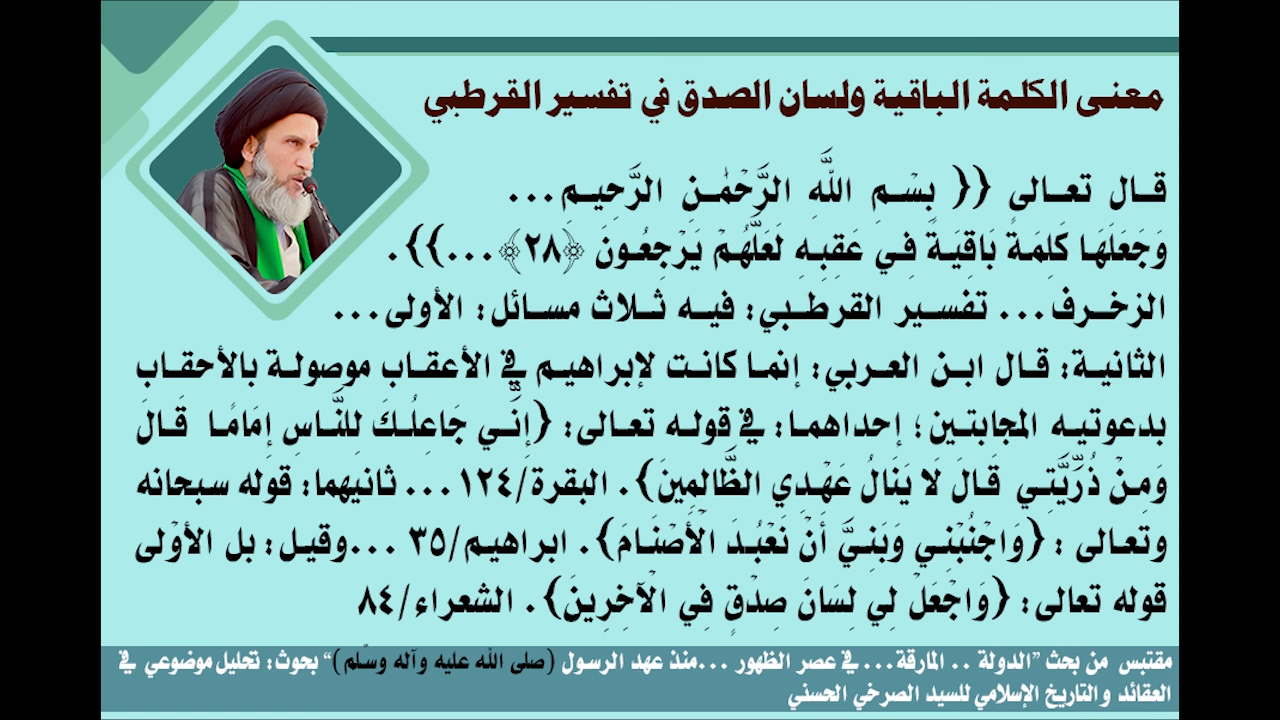 معنى الكلمة الباقية ولسان الصدق في تفسير القرطبي
قال تعالى (( بِسْمِ اللَّهِ الرَّحْمَٰنِ الرَّحِيمِ...
وَجَعَلَهَا كَلِمَةً بَاقِيَةً فِي عَقِبِهِ لَعَلَّهُمْ يَرْجِعُونَ ﴿٢٨﴾...)).
الزخرف... تفسير القرطبي: فيه ثلاث مسائل: الأولى...
الثانية: قال ابن العربي: إنما كانت لإبراهيم في الأعقاب موصولة بالأحقاب
بدعوتيه المجابتين؛ إحداهما: في قوله تعالى: {إِنِّي جَاعِلُكَ لِلنَّاسِ إِمَامًا قَالَ
وَمِنْ ذُرِّيَّتِي قَالَ لَا يَنَالُ عَهْدِي الظَّالِمِينَ}. البقرة/١٢٤... ثانيهما: قوله سبحانه
وتعالى : {وَاجْنُبْنِي وَبَنِيَّ أَنْ نَعْبُدَ الْأَصْنَامَ}. ابراهيم/٣٥ ...وقيل: بل الأولى
قوله تعالى: {وَاجْعَلْ لِي لِسَانَ صِدْقٍ فِي الْآخِرِينَ}. الشعراء/٨٤
مقتبس من بحث "الدولة .. المارقة... في عصر الظهور ...منذ عهد الرسول (صلى الله عليه وآله وسلّم)" بحوث: تحليل موضوعي في
العقائد والتاريخ الإسلامي للسيد الصرخي الحسني